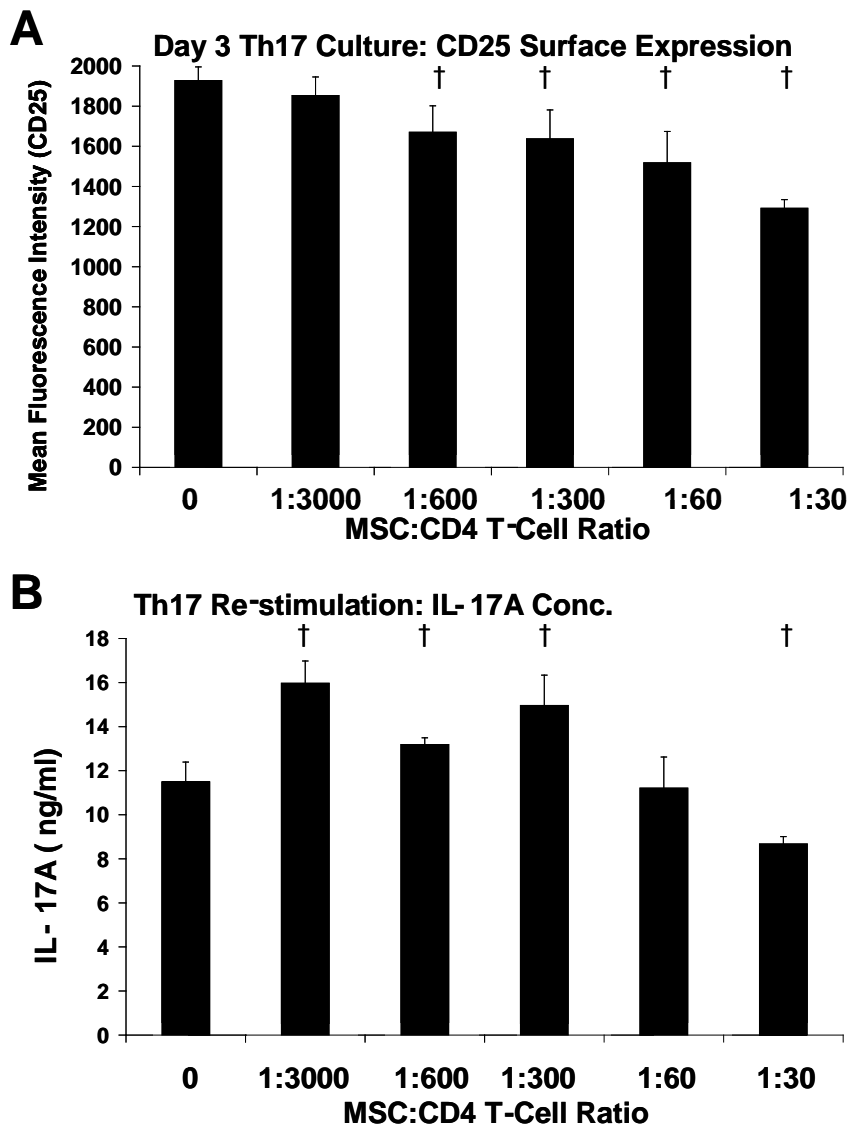 A
Day 3 Th17 Culture: CD25 Surface Expression
† † † †
Mean Fluorescence Intensity (CD25)
2000
1800
1600
1400
1200
1000
800
600
400
200
0
0 1:3000 1:600 1:300 1:60 1:30
MSC:CD4 T-Cell Ratio
B
Th17 Re-stimulation: IL- 17A Conc.
† † † †
IL- 17A ( ng/ml)
18
16
14
12
10
8
6
4
2
0
0 1:3000 1:600 1:300 1:60 1:30
MSC:CD4 T-Cell Ratio